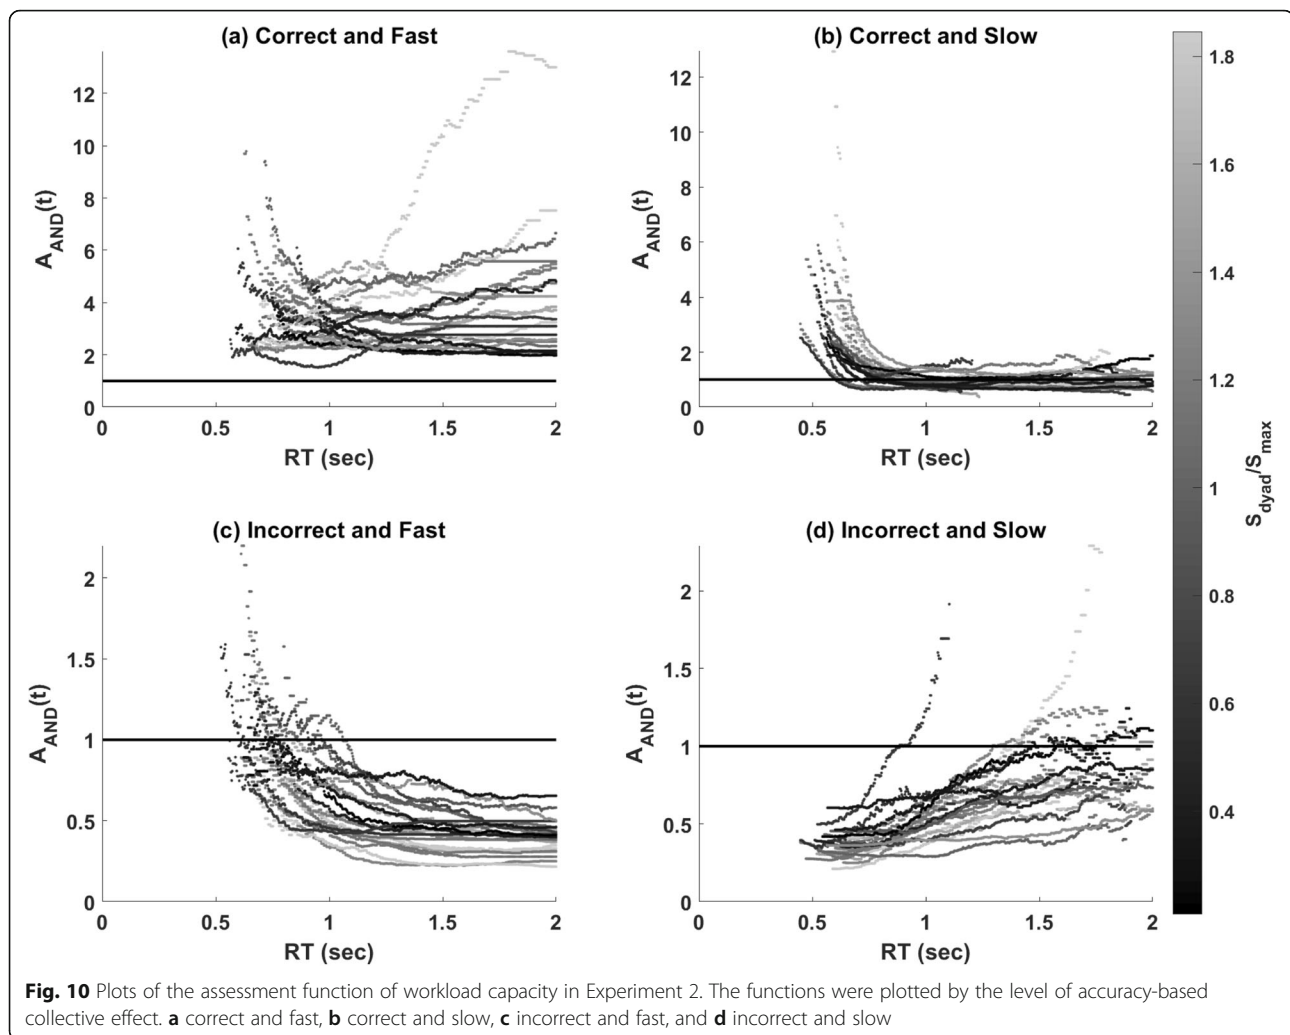 (a) Correct and Fast
A_AND(t)
12
10
8
6
4
2
0
0 0.5 1 1.5 2
RT (sec)
(b) Correct and Slow
A_AND(t)
12
10
8
6
4
2
0
0 0.5 1 1.5 2
RT (sec)
(c) Incorrect and Fast
A_AND(t)
2
1.5
1
0.5
0
0 0.5 1 1.5 2
RT (sec)
(d) Incorrect and Slow
A_AND(t)
2
1.5
1
0.5
0
0 0.5 1 1.5 2
RT (sec)
1.8
1.6
1.4
1.2
1
0.8
0.6
0.4
S_dyad/S_max
Fig. 10 Plots of the assessment function of workload capacity in Experiment 2. The functions were plotted by the level of accuracy-based
collective effect. a correct and fast, b correct and slow, c incorrect and fast, and d incorrect and slow